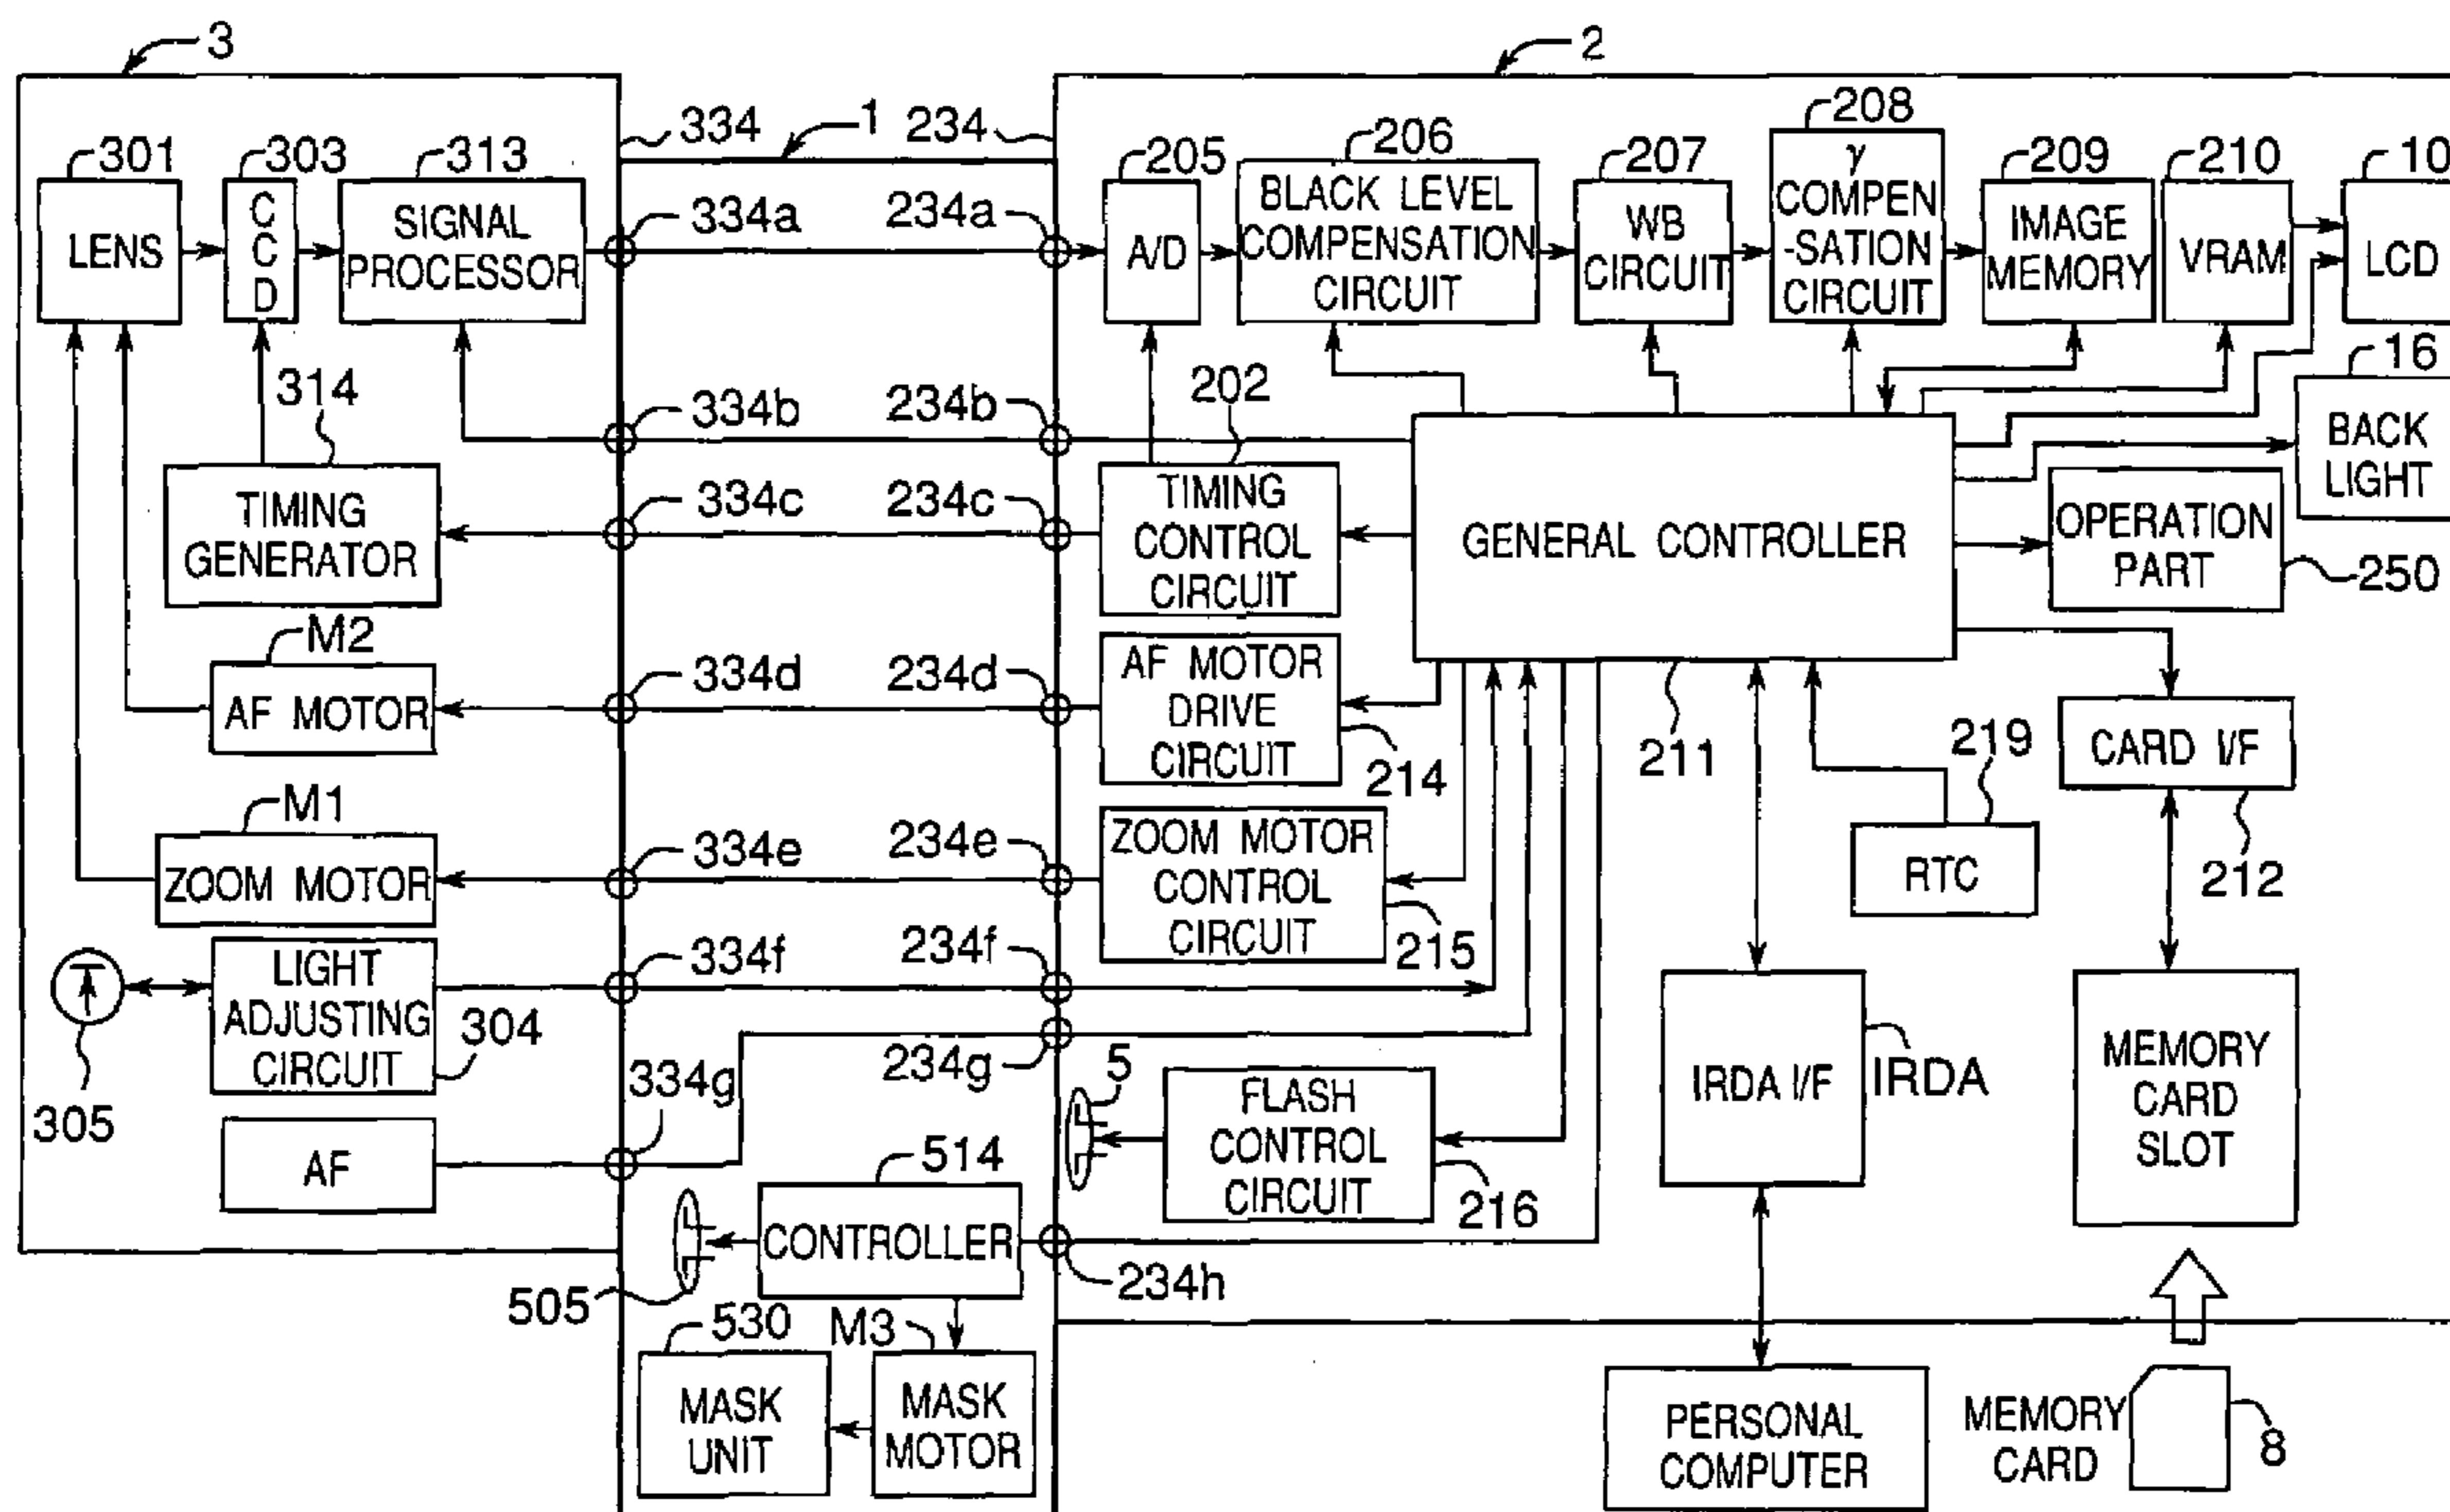 3
2
334
1
234
208
301
303
313
205
206
207
209
210
10
LENS
C
C
D
SIGNAL
PROCESSOR
334a
234a
A/D
BLACK LEVEL
COMPENSATION
CIRCUIT
WB
CIRCUIT
γ
COMPEN
-SATION
CIRCUIT
IMAGE
MEMORY
VRAM
LCD
314
334b
234b
202
16
BACK
LIGHT
TIMING
GENERATOR
334c
234c
TIMING
CONTROL
CIRCUIT
GENERAL CONTROLLER
OPERATION
PART
250
M2
AF MOTOR
334d
234d
AF MOTOR
DRIVE
CIRCUIT
214
211
219
CARD I/F
212
M1
ZOOM MOTOR
334e
234e
ZOOM MOTOR
CONTROL
CIRCUIT
215
RTC
305
LIGHT
ADJUSTING
CIRCUIT
304
334f
234f
234g
334g
5
FLASH
CONTROL
CIRCUIT
216
IRDA I/F
IRDA
MEMORY
CARD
SLOT
AF
514
CONTROLLER
505
234h
530
M3
MASK
UNIT
MASK
MOTOR
PERSONAL
COMPUTER
MEMORY
CARD
8